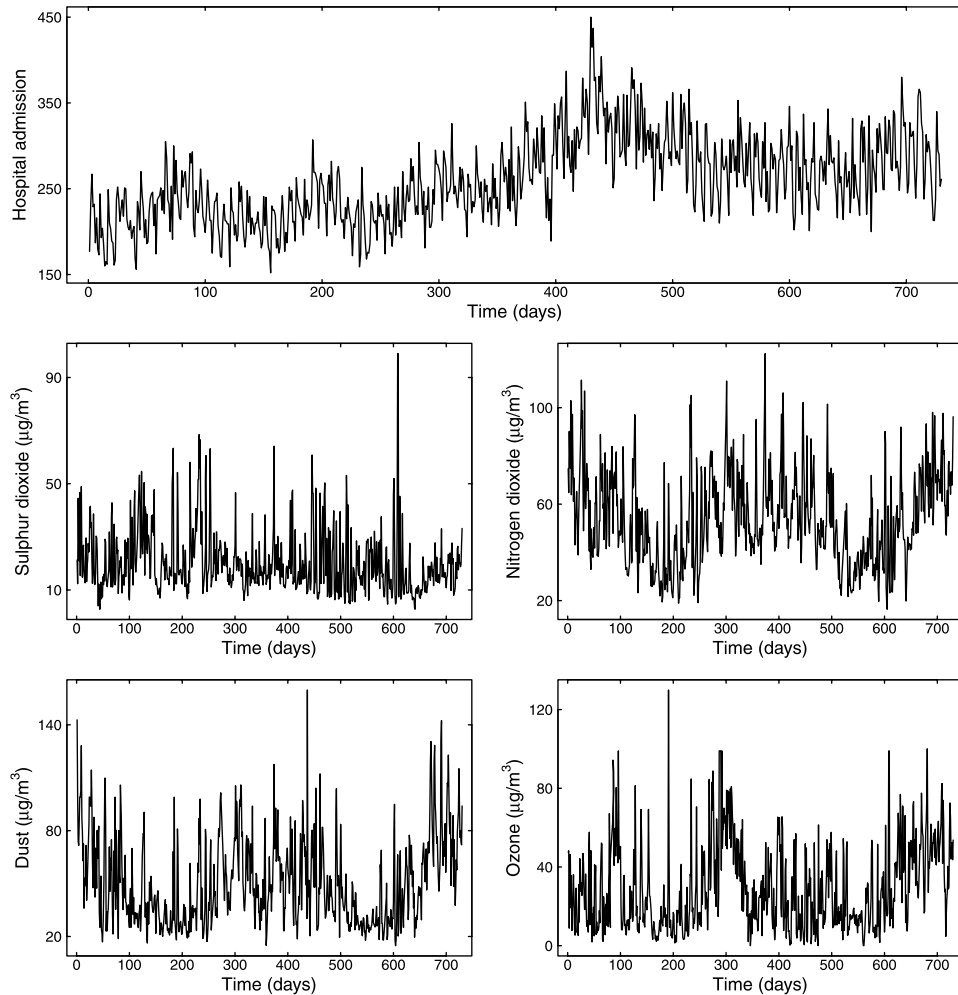 450
350
250
150
Hospital admission
0 100 200 300 400 500 600 700
Time (days)
90
50
10
Sulphur dioxide (μg/m³)
0 100 200 300 400 500 600 700
Time (days)
100
60
20
Nitrogen dioxide (μg/m³)
0 100 200 300 400 500 600 700
Time (days)
140
80
20
Dust (μg/m³)
0 100 200 300 400 500 600 700
Time (days)
120
80
40
0
Ozone (μg/m³)
0 100 200 300 400 500 600 700
Time (days)